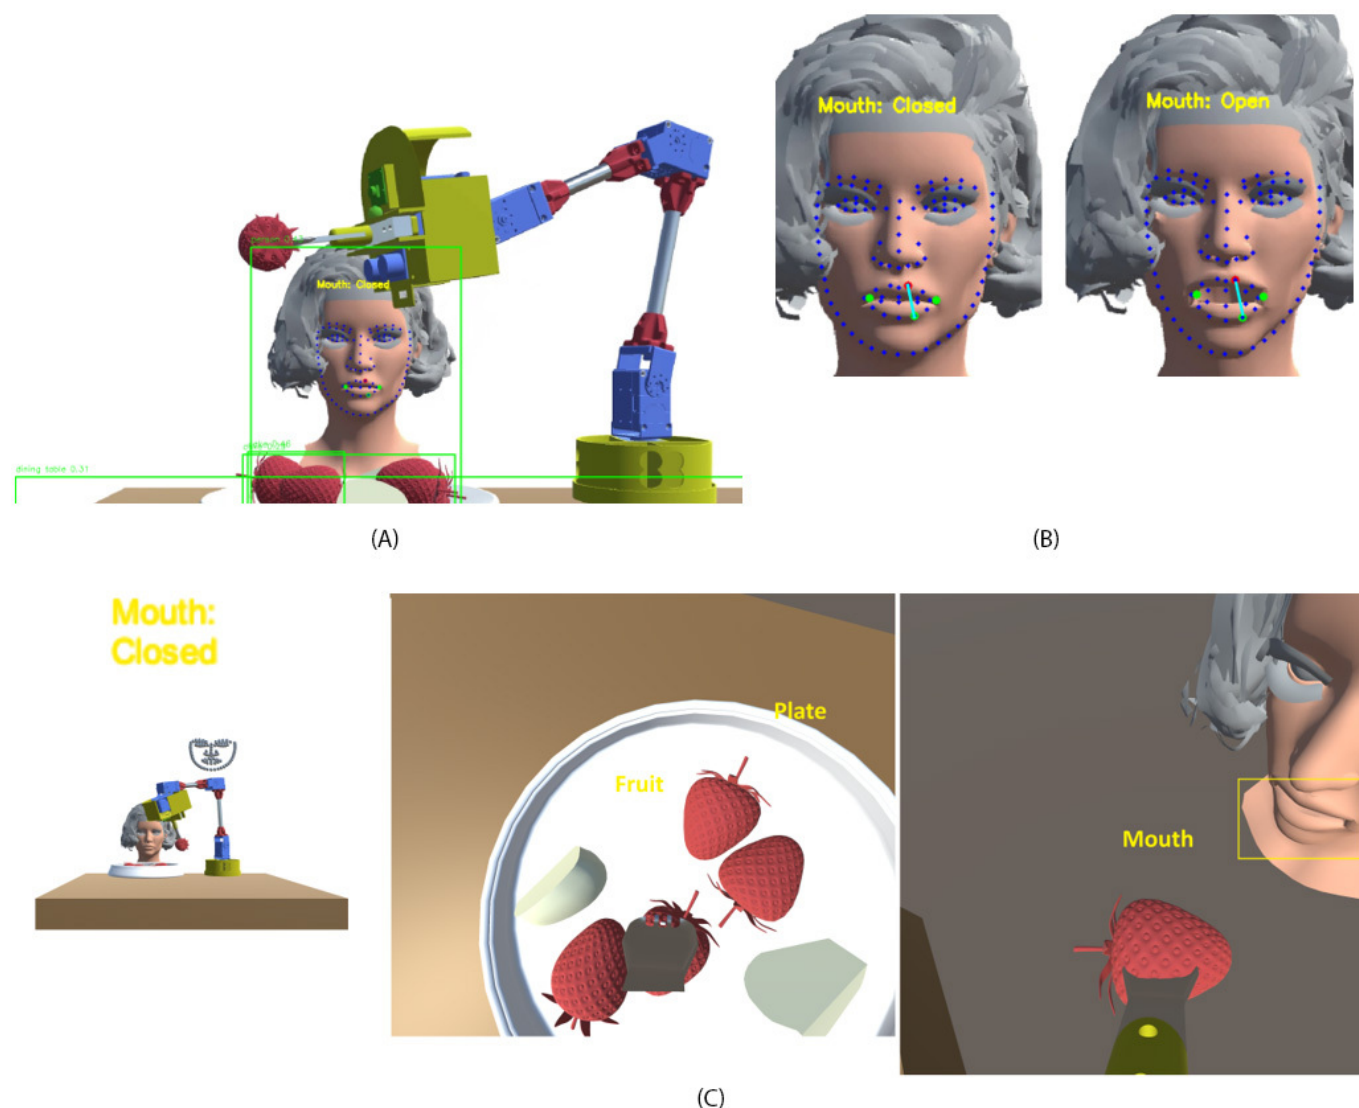 Mouth: Closed
dining table 0.31
(A)
Mouth: Closed
Mouth: Open
(B)
Mouth:
Closed
Plate
Fruit
Mouth
(C)